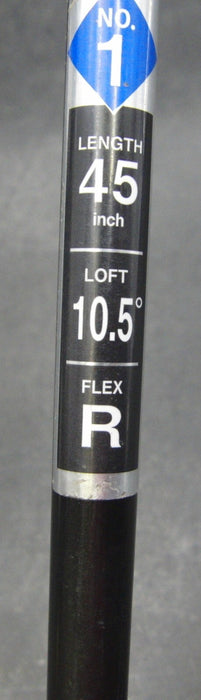 NO.
1
LENGTH
45
inch
LOFT
10.5°
FLEX
R